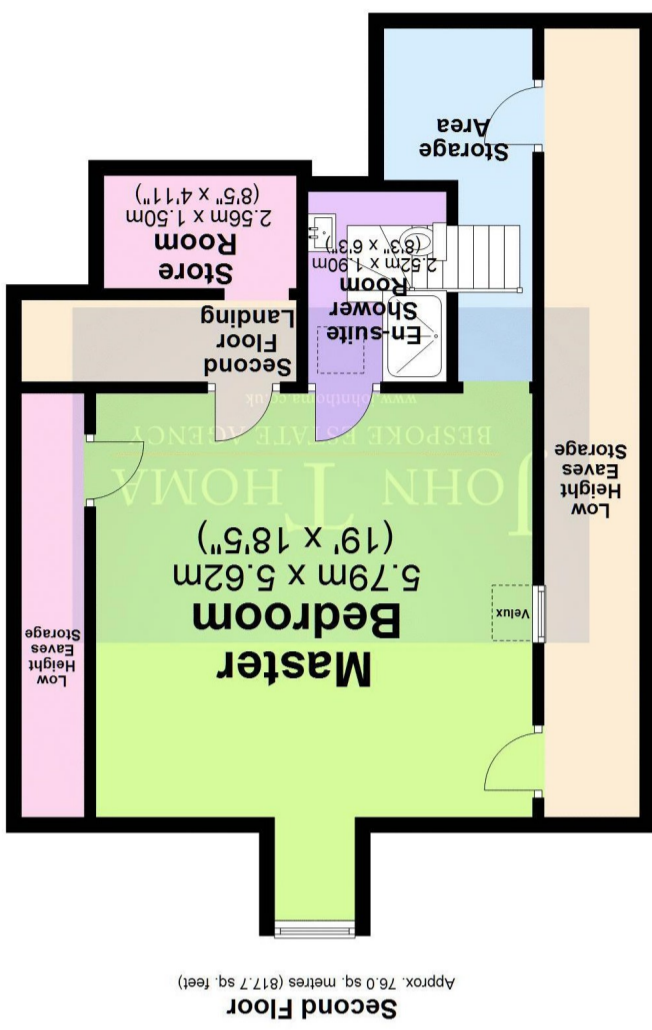 Second Floor
Approx. 76.0 sq. metres (817.7 sq. feet)
Master
Bedroom
5.79m x 5.62m
(19' x 18'5")
Velux
Low
Height
Eaves
Storage
Low
Height
Eaves
Storage
JOHN THOMA
BESPOKE ESTATE AGENCY
www.johnthoma.co.uk
Second
Floor
Landing
En-suite
Shower
Room
2.52m x 1.90m
(8'3" x 6'3")
Store
Room
2.56m x 1.50m
(8'5" x 4'11")
Storage
Area